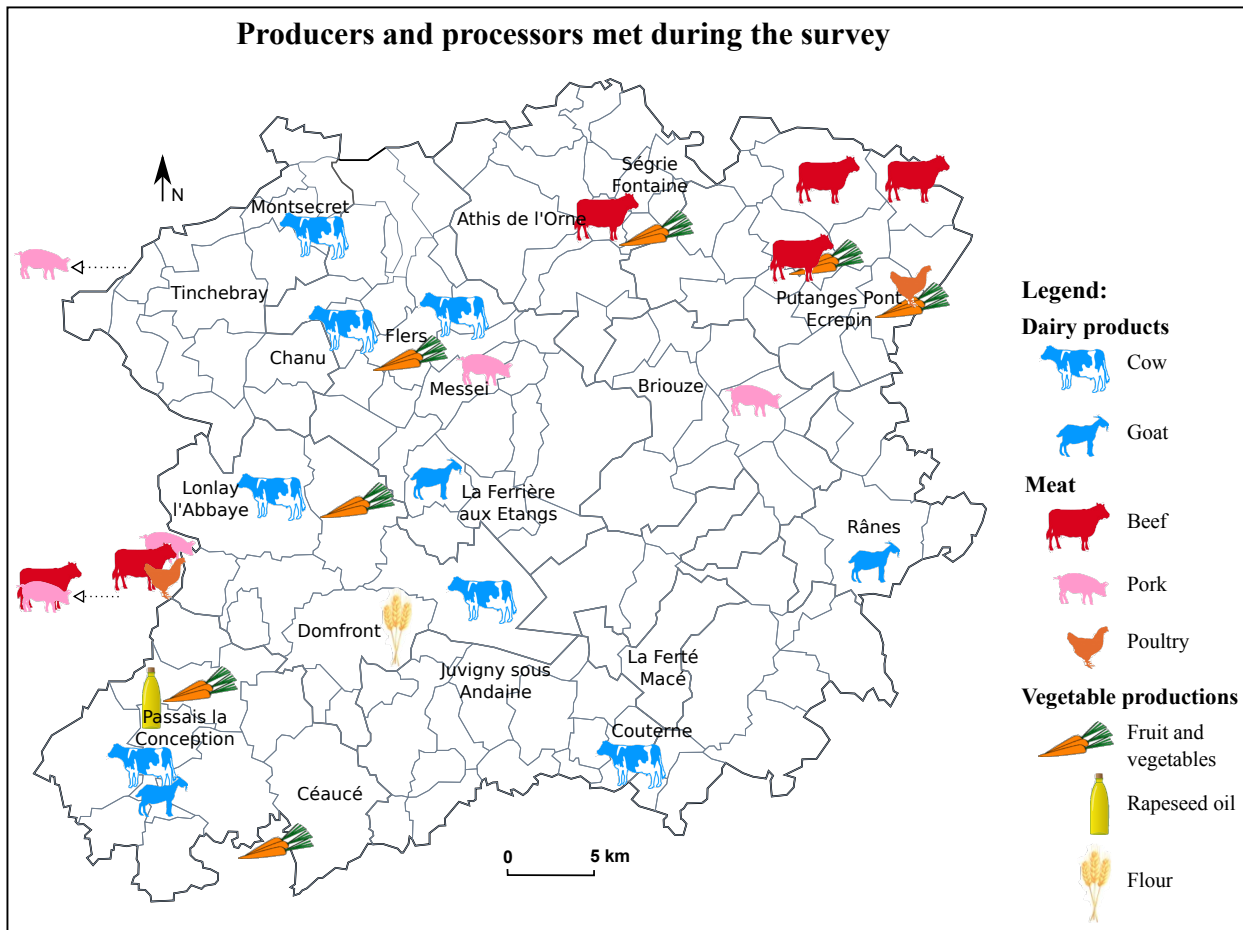 Producers and processors met during the survey
N
Ségrie
Fontaine
Montsecret
Athis de l'Orne
Tinchebray
Putanges Pont
Ecrepin
Flers
Chanu
Messei
Briouze
Lonlay
l'Abbaye
La Ferrière
aux Etangs
Rânes
Domfront
La Ferté
Macé
Juvigny sous
Andaine
Passais la
Conception
Couterne
Céaucé
0 5 km
Legend:
Dairy products
Cow
Goat
Meat
Beef
Pork
Poultry
Vegetable productions
Fruit and
vegetables
Rapeseed oil
Flour